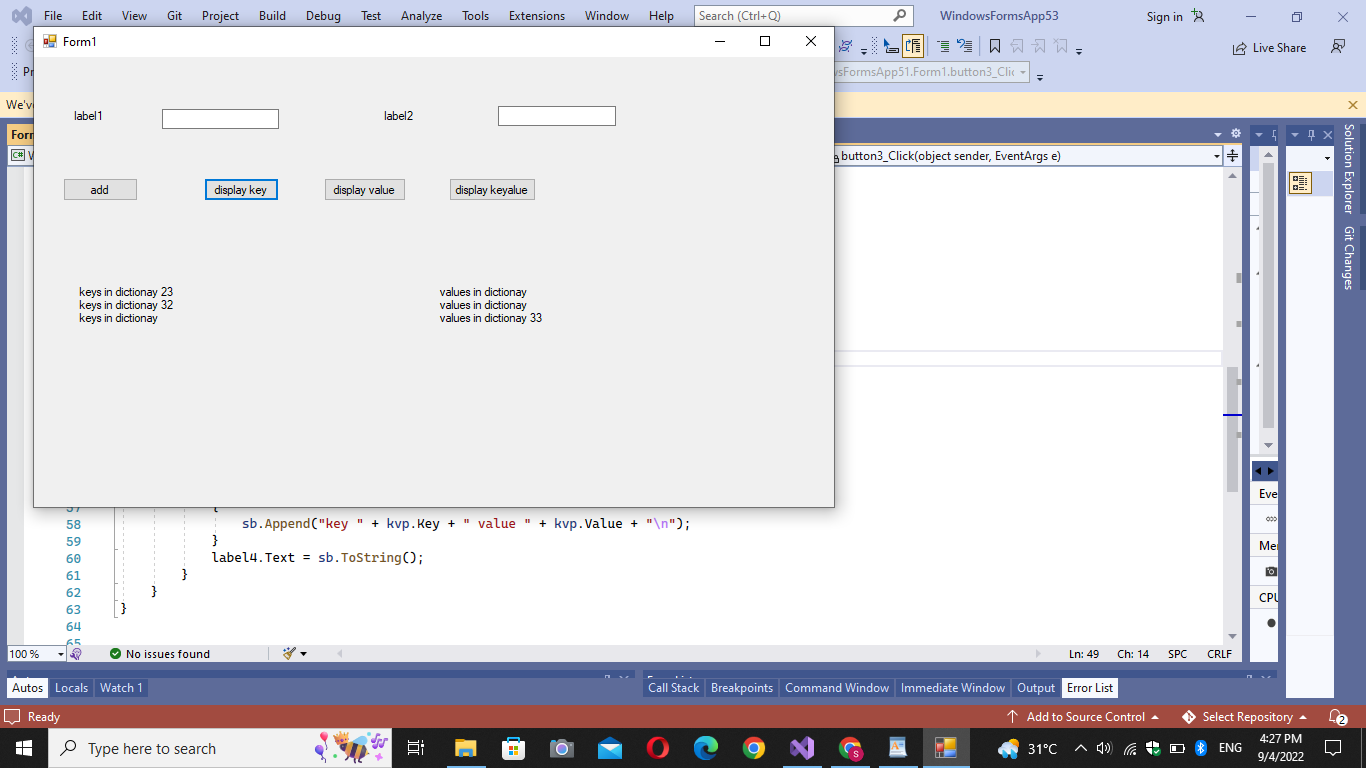 File Edit View Git Project Build Debug Test Analyze Tools Extensions Window Help Search (Ctrl+Q) WindowsFormsApp53 Sign in
Form1
Live Share
wsFormsApp51.Form1.button3_Clic
We'v
Forn
button3_Click(object sender, EventArgs e)
label1 label2
add display key display value display keyalue
keys in dictionay 23
keys in dictionay 32
keys in dictionay
values in dictionay
values in dictionay
values in dictionay 33
Solution Explorer
Git Changes
Eve
Mer
CPU
57 {
58 sb.Append("key " + kvp.Key + " value " + kvp.Value + "\n");
59 }
60 label4.Text = sb.ToString();
61 }
62 }
63 }
64
65
100 % No issues found Ln: 49 Ch: 14 SPC CRLF
Autos Locals Watch 1 Call Stack Breakpoints Command Window Immediate Window Output Error List
Ready Add to Source Control Select Repository 2
Type here to search 31°C ENG 4:27 PM
9/4/2022